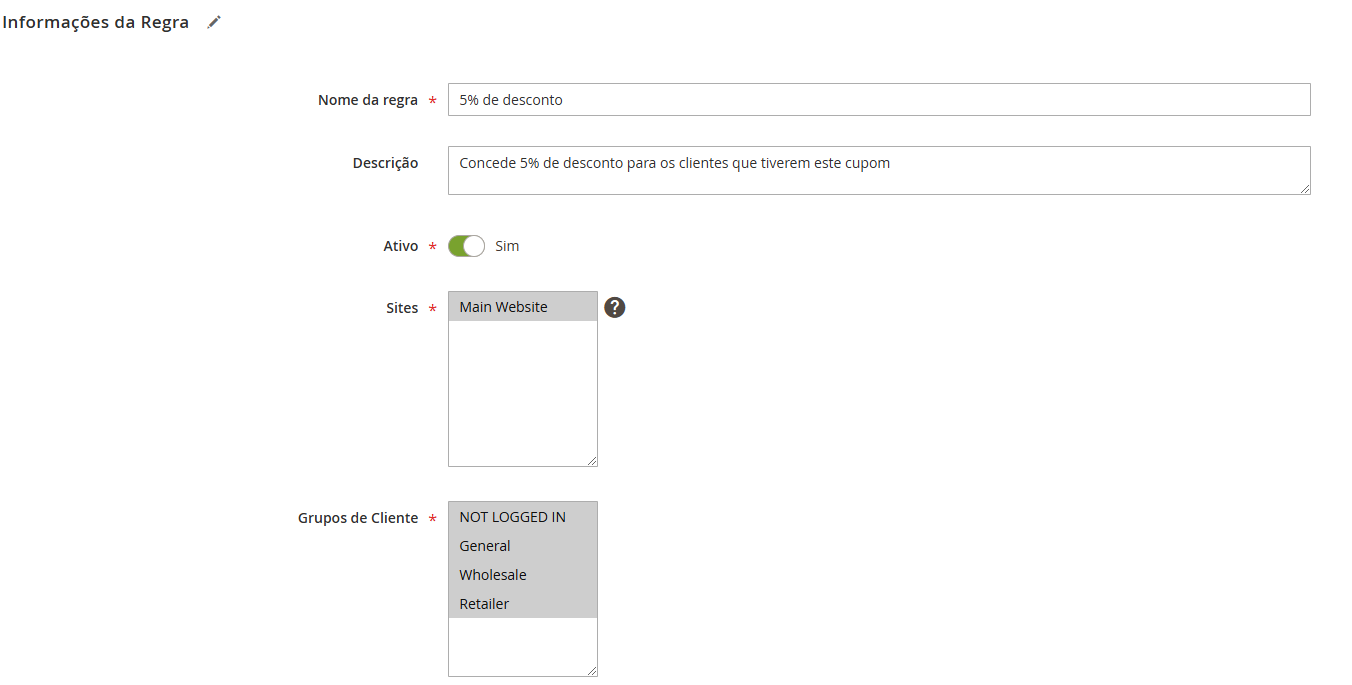 Informações da Regra
Nome da regra * 5% de desconto
Descrição Concede 5% de desconto para os clientes que tiverem este cupom
Ativo * Sim
Sites * Main Website ?
Grupos de Cliente * NOT LOGGED IN
General
Wholesale
Retailer